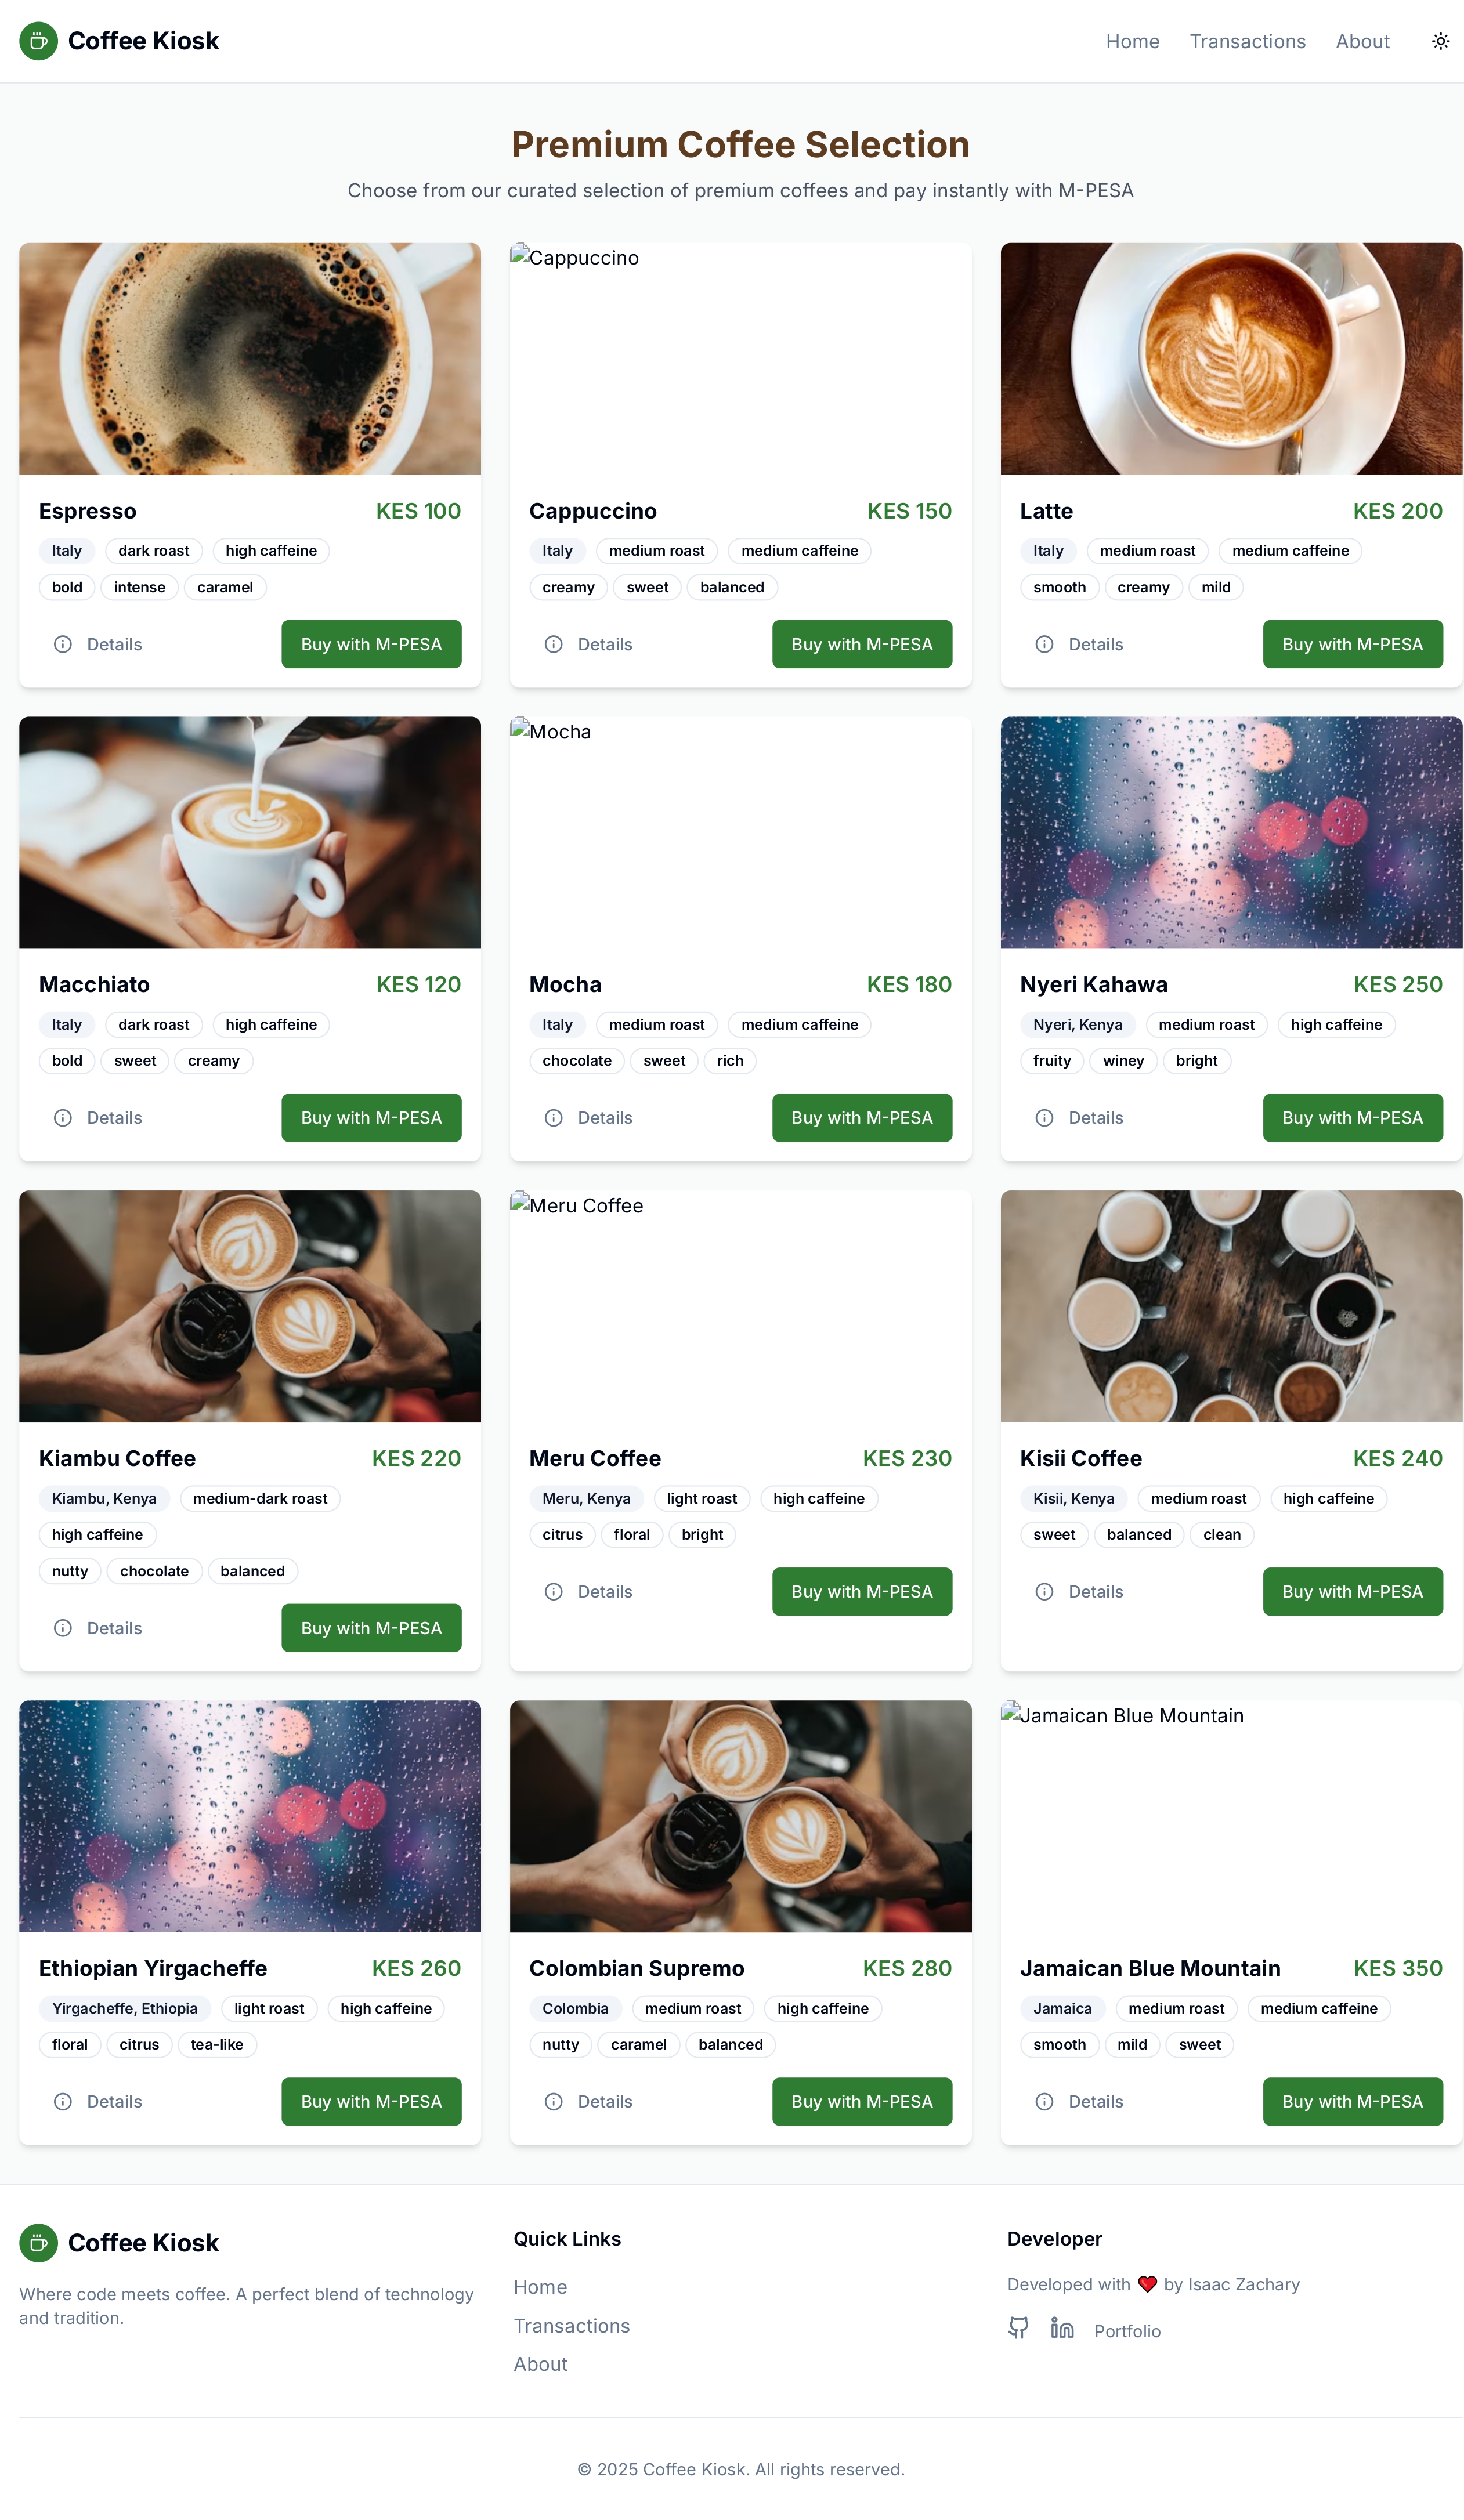 Coffee Kiosk
Home Transactions About
Premium Coffee Selection
Choose from our curated selection of premium coffees and pay instantly with M-PESA
Cappuccino
Espresso KES 100
Italy dark roast high caffeine
bold intense caramel
Details Buy with M-PESA
Cappuccino KES 150
Italy medium roast medium caffeine
creamy sweet balanced
Details Buy with M-PESA
Latte KES 200
Italy medium roast medium caffeine
smooth creamy mild
Details Buy with M-PESA
Mocha
Macchiato KES 120
Italy dark roast high caffeine
bold sweet creamy
Details Buy with M-PESA
Mocha KES 180
Italy medium roast medium caffeine
chocolate sweet rich
Details Buy with M-PESA
Nyeri Kahawa KES 250
Nyeri, Kenya medium roast high caffeine
fruity winey bright
Details Buy with M-PESA
Meru Coffee
Kiambu Coffee KES 220
Kiambu, Kenya medium-dark roast
high caffeine
nutty chocolate balanced
Details Buy with M-PESA
Meru Coffee KES 230
Meru, Kenya light roast high caffeine
citrus floral bright
Details Buy with M-PESA
Kisii Coffee KES 240
Kisii, Kenya medium roast high caffeine
sweet balanced clean
Details Buy with M-PESA
Jamaican Blue Mountain
Ethiopian Yirgacheffe KES 260
Yirgacheffe, Ethiopia light roast high caffeine
floral citrus tea-like
Details Buy with M-PESA
Colombian Supremo KES 280
Colombia medium roast high caffeine
nutty caramel balanced
Details Buy with M-PESA
Jamaican Blue Mountain KES 350
Jamaica medium roast medium caffeine
smooth mild sweet
Details Buy with M-PESA
Coffee Kiosk
Where code meets coffee. A perfect blend of technology
and tradition.
Quick Links
Home
Transactions
About
Developer
Developed with ❤️ by Isaac Zachary
Portfolio
© 2025 Coffee Kiosk. All rights reserved.